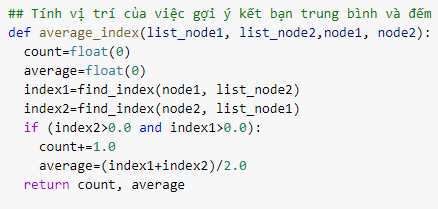 ## Tính vị trí của việc gợi ý kết bạn trung bình và đếm
def average_index(list_node1, list_node2,node1, node2):
  count=float(0)
  average=float(0)
  index1=find_index(node1, list_node2)
  index2=find_index(node2, list_node1)
  if (index2>0.0 and index1>0.0):
    count+=1.0
    average=(index1+index2)/2.0
  return count, average